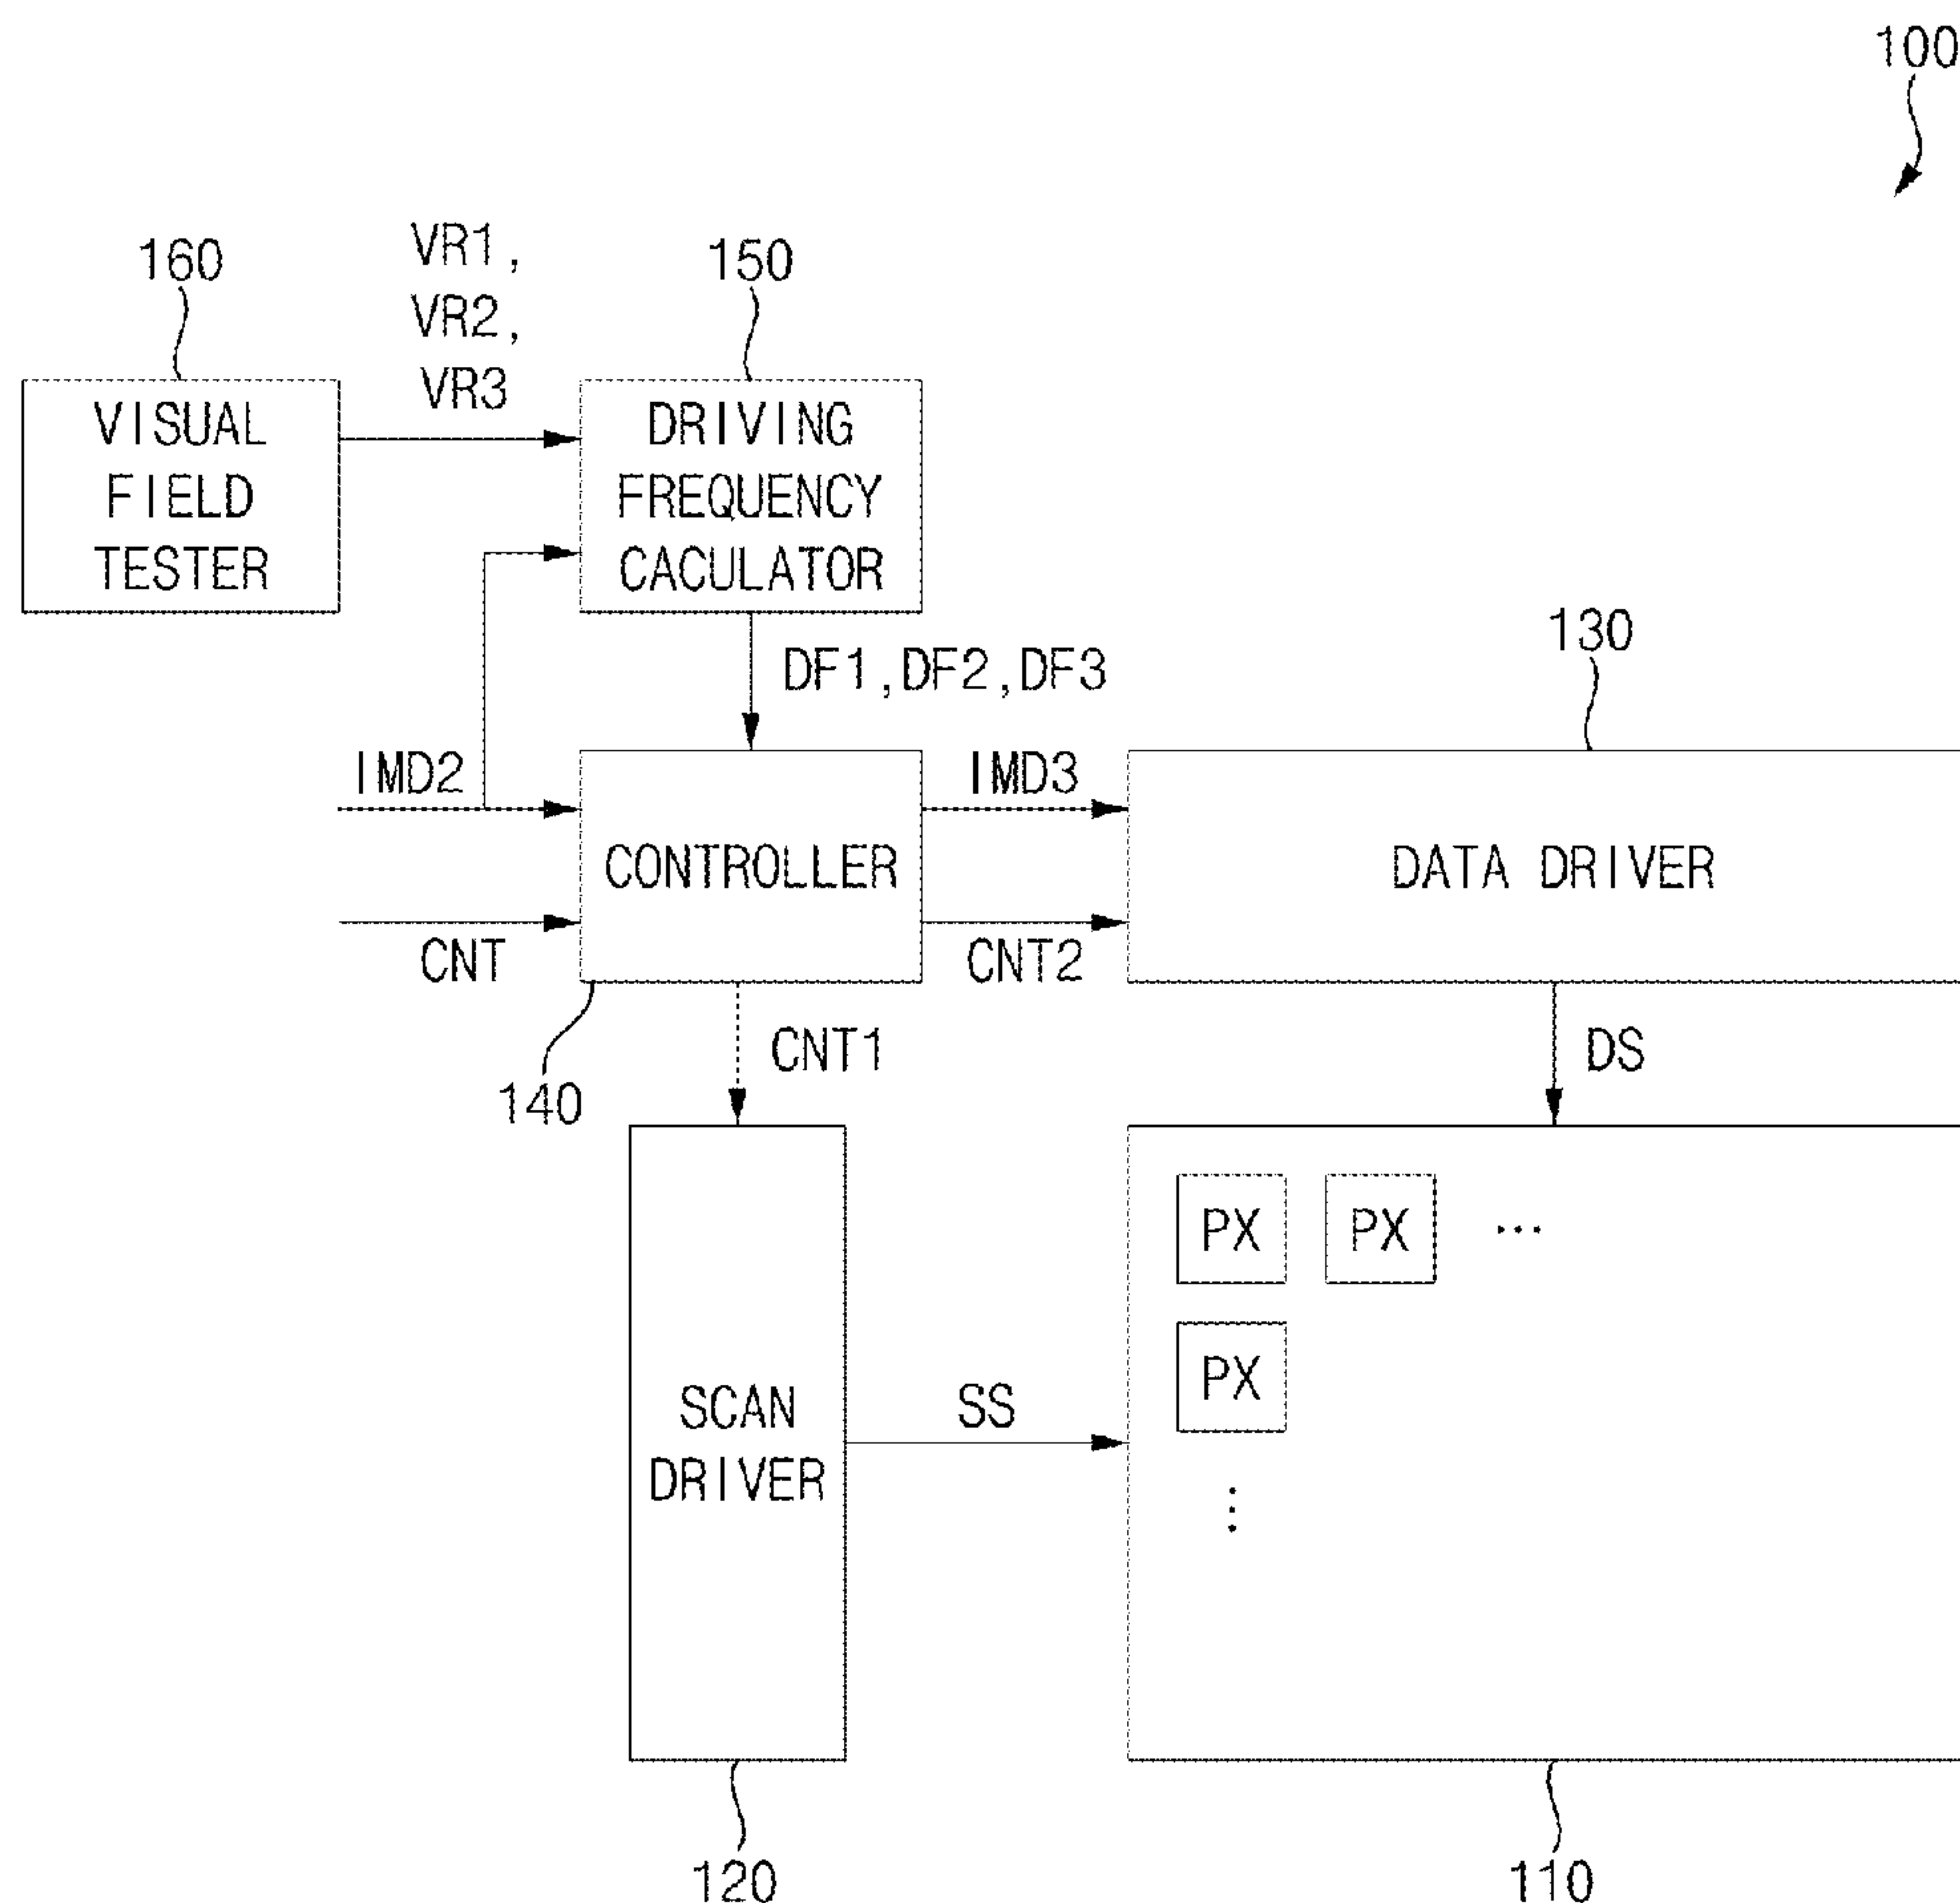 100
160
VR1,
VR2,
VR3
150
VISUAL
FIELD
TESTER
DRIVING
FREQUENCY
CACULATOR
DF1,DF2,DF3
130
IMD2
IMD3
CONTROLLER
DATA DRIVER
CNT
CNT2
140
CNT1
DS
PX
PX
...
PX
SCAN
DRIVER
SS
120
110